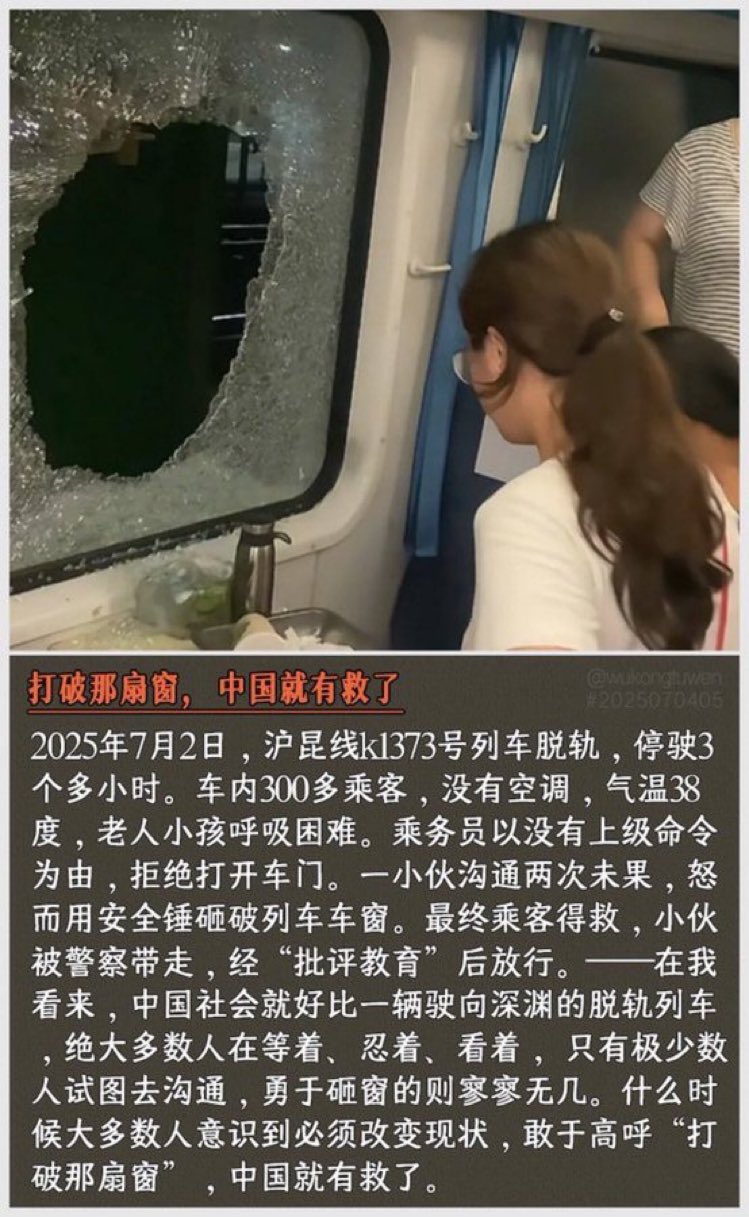 打破那扇窗，中国就有救了
@wukongtuwen
#2025070405
2025年7月2日，沪昆线k1373号列车脱轨，停驶3
个多小时。车内300多乘客，没有空调，气温38
度，老人小孩呼吸困难。乘务员以没有上级命令
为由，拒绝打开车门。一小伙沟通两次未果，怒
而用安全锤砸破列车车窗。最终乘客得救，小伙
被警察带走，经“批评教育”后放行。——在我
看来，中国社会就好比一辆驶向深渊的脱轨列车
，绝大多数人在等着、忍着、看着，只有极少数
人试图去沟通，勇于砸窗的则寥寥无几。什么时
候大多数人意识到必须改变现状，敢于高呼“打
破那扇窗”，中国就有救了。